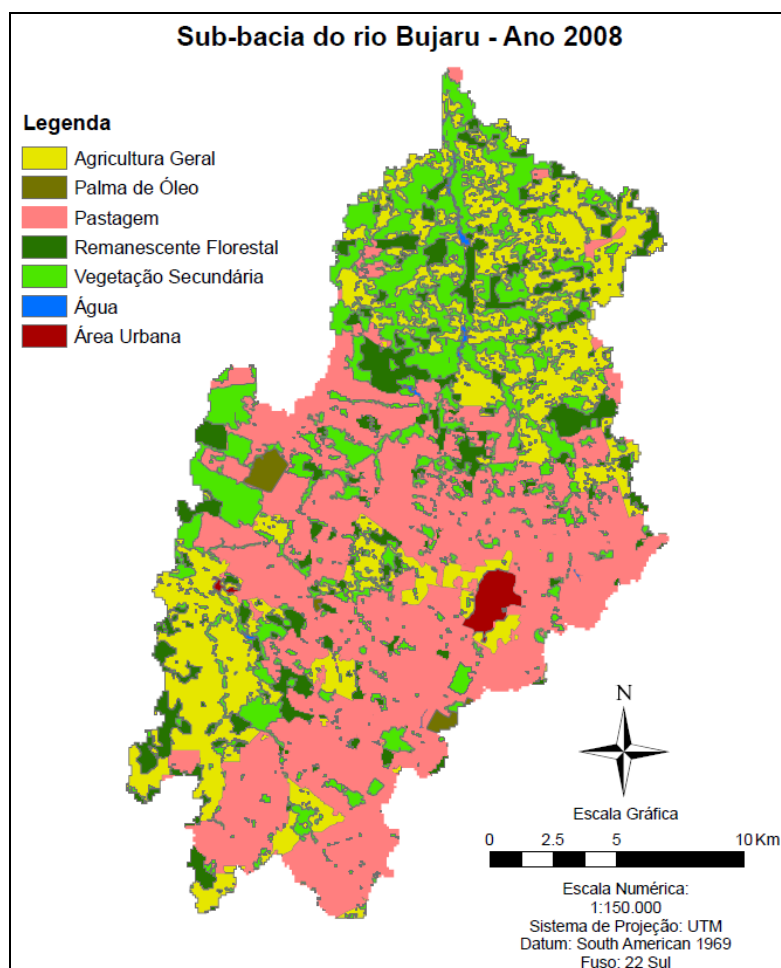 Sub-bacia do rio Bujaru - Ano 2008
Legenda
Agricultura Geral
Palma de Óleo
Pastagem
Remanescente Florestal
Vegetação Secundária
Água
Área Urbana
N
Escala Gráfica
0 2.5 5 10 Km
Escala Numérica:
1:150.000
Sistema de Projeção: UTM
Datum: South American 1969
Fuso: 22 Sul